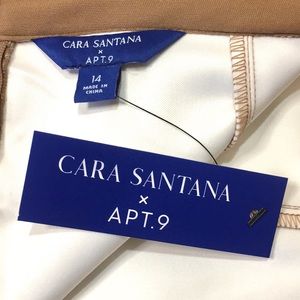 CARA SANTANA
×
APT.9
14
MADE IN
CHINA
CARA SANTANA
×
APT.9